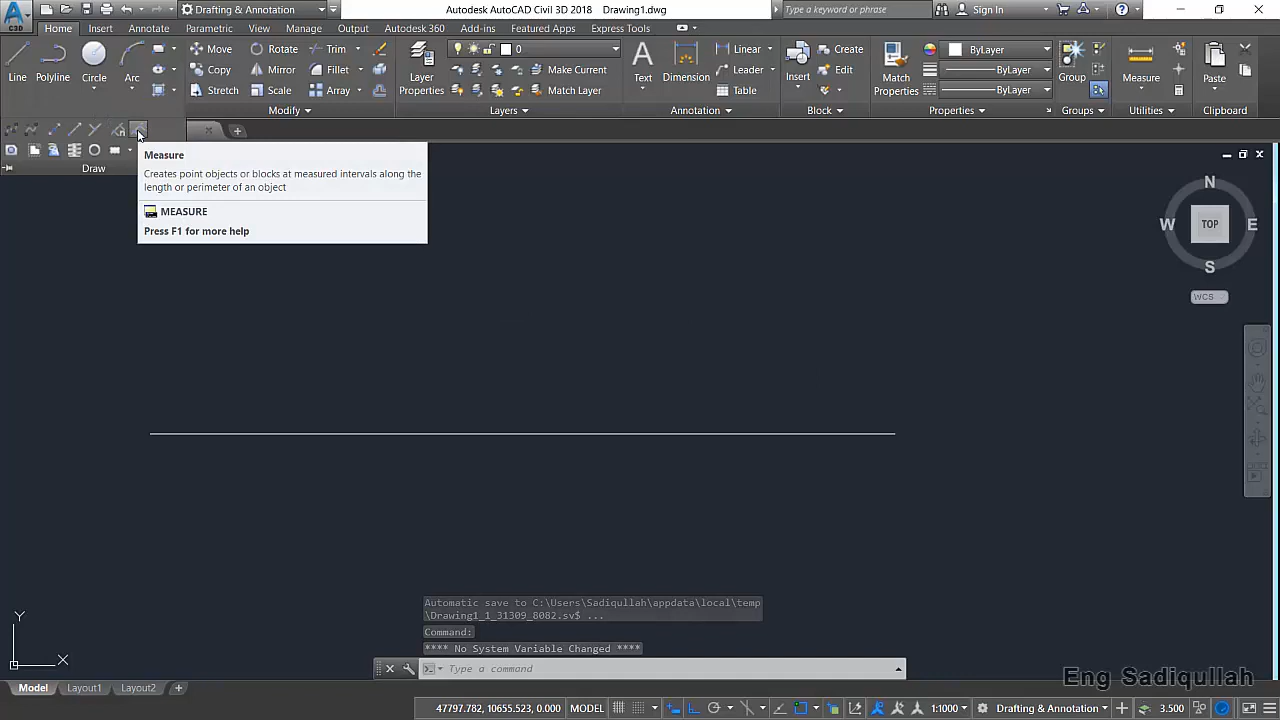 C3D
Drafting & Annotation
Autodesk AutoCAD Civil 3D 2018 Drawing1.dwg
Type a keyword or phrase
Sign In
Home Insert Annotate Parametric View Manage Output Add-ins Autodesk 360 Featured Apps Express Tools
Line Polyline Circle Arc
Move Rotate Trim
Copy Mirror Fillet
Stretch Scale Array
Modify
Layer Properties
0
Make Current
Match Layer
Layers
Text Dimension
Linear
Leader
Table
Annotation
Insert
Create
Edit
Block
Match Properties
ByLayer
ByLayer
ByLayer
Properties
Group
Groups
Measure
Utilities
Paste
Clipboard
Draw
Measure
Creates point objects or blocks at measured intervals along the
length or perimeter of an object
MEASURE
Press F1 for more help
N
W TOP E
S
WCS
Y
X
Automatic save to C:\Users\Sadiqullah\appdata\local\temp
\Drawing1_1_31309_8082.sv$ ...
Command:
**** No System Variable Changed ****
Type a command
Eng Sadiqullah
Model Layout1 Layout2
47797.782, 10655.523, 0.000 MODEL 1:1000 Drafting & Annotation 3.500